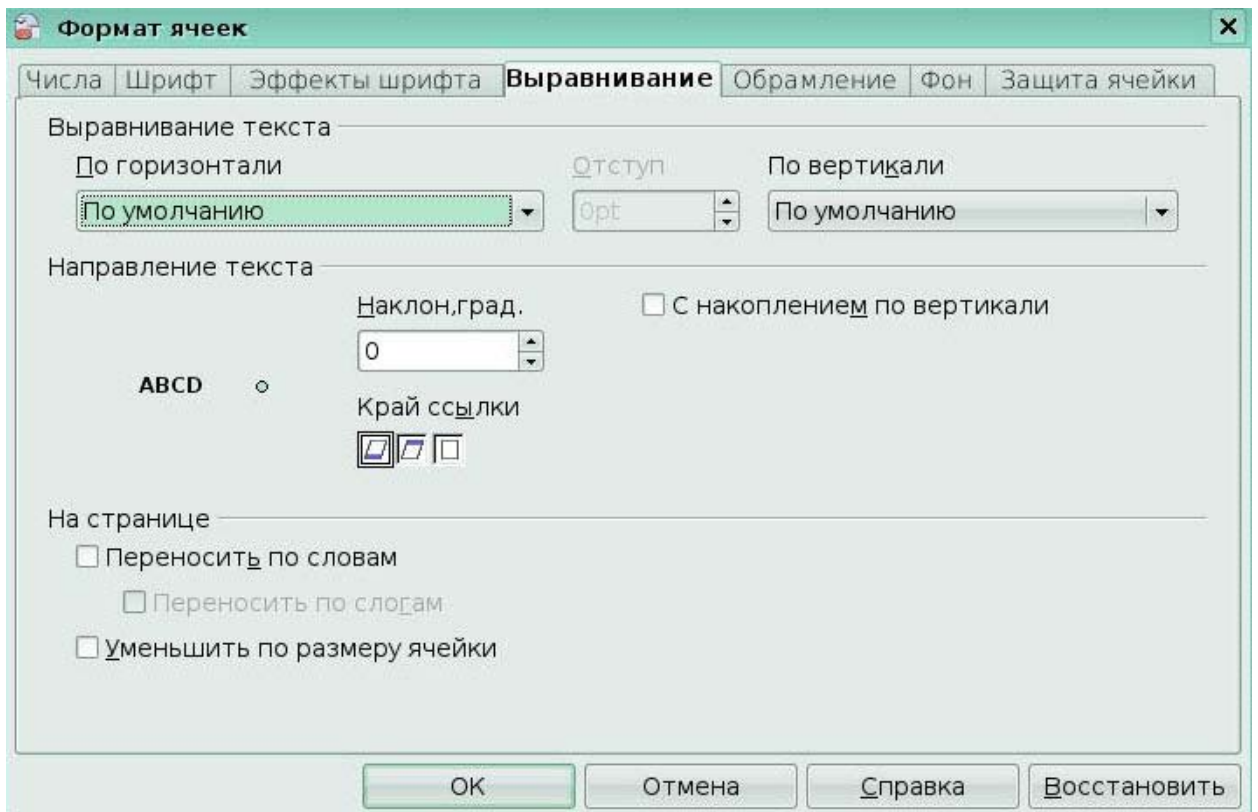 Формат ячеек
Числа Шрифт Эффекты шрифта Выравнивание Обрамление Фон Защита ячейки
Выравнивание текста
По горизонтали Отступ По вертикали
По умолчанию 0pt По умолчанию
Направление текста
Наклон,град. С накоплением по вертикали
0
ABCD
Край ссылки
На странице
Переносить по словам
Переносить по слогам
Уменьшить по размеру ячейки
OK Отмена Справка Восстановить